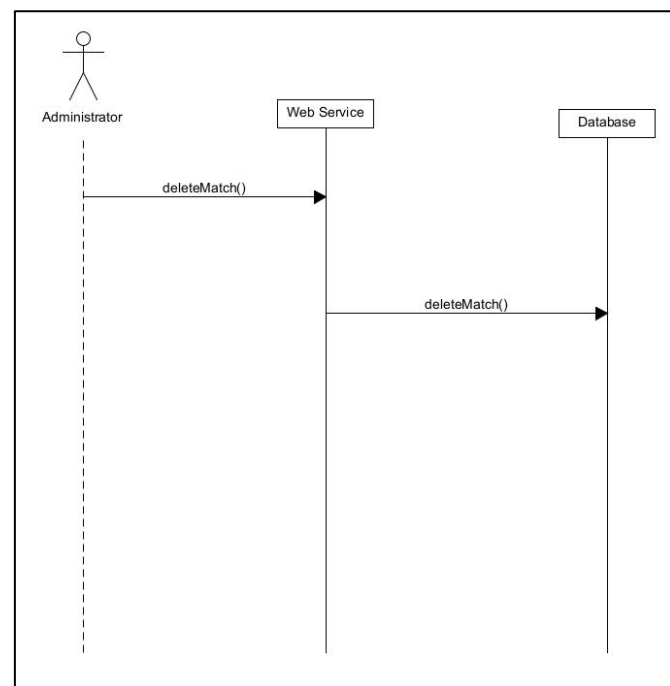 Administrator
Web Service
Database
deleteMatch()
deleteMatch()